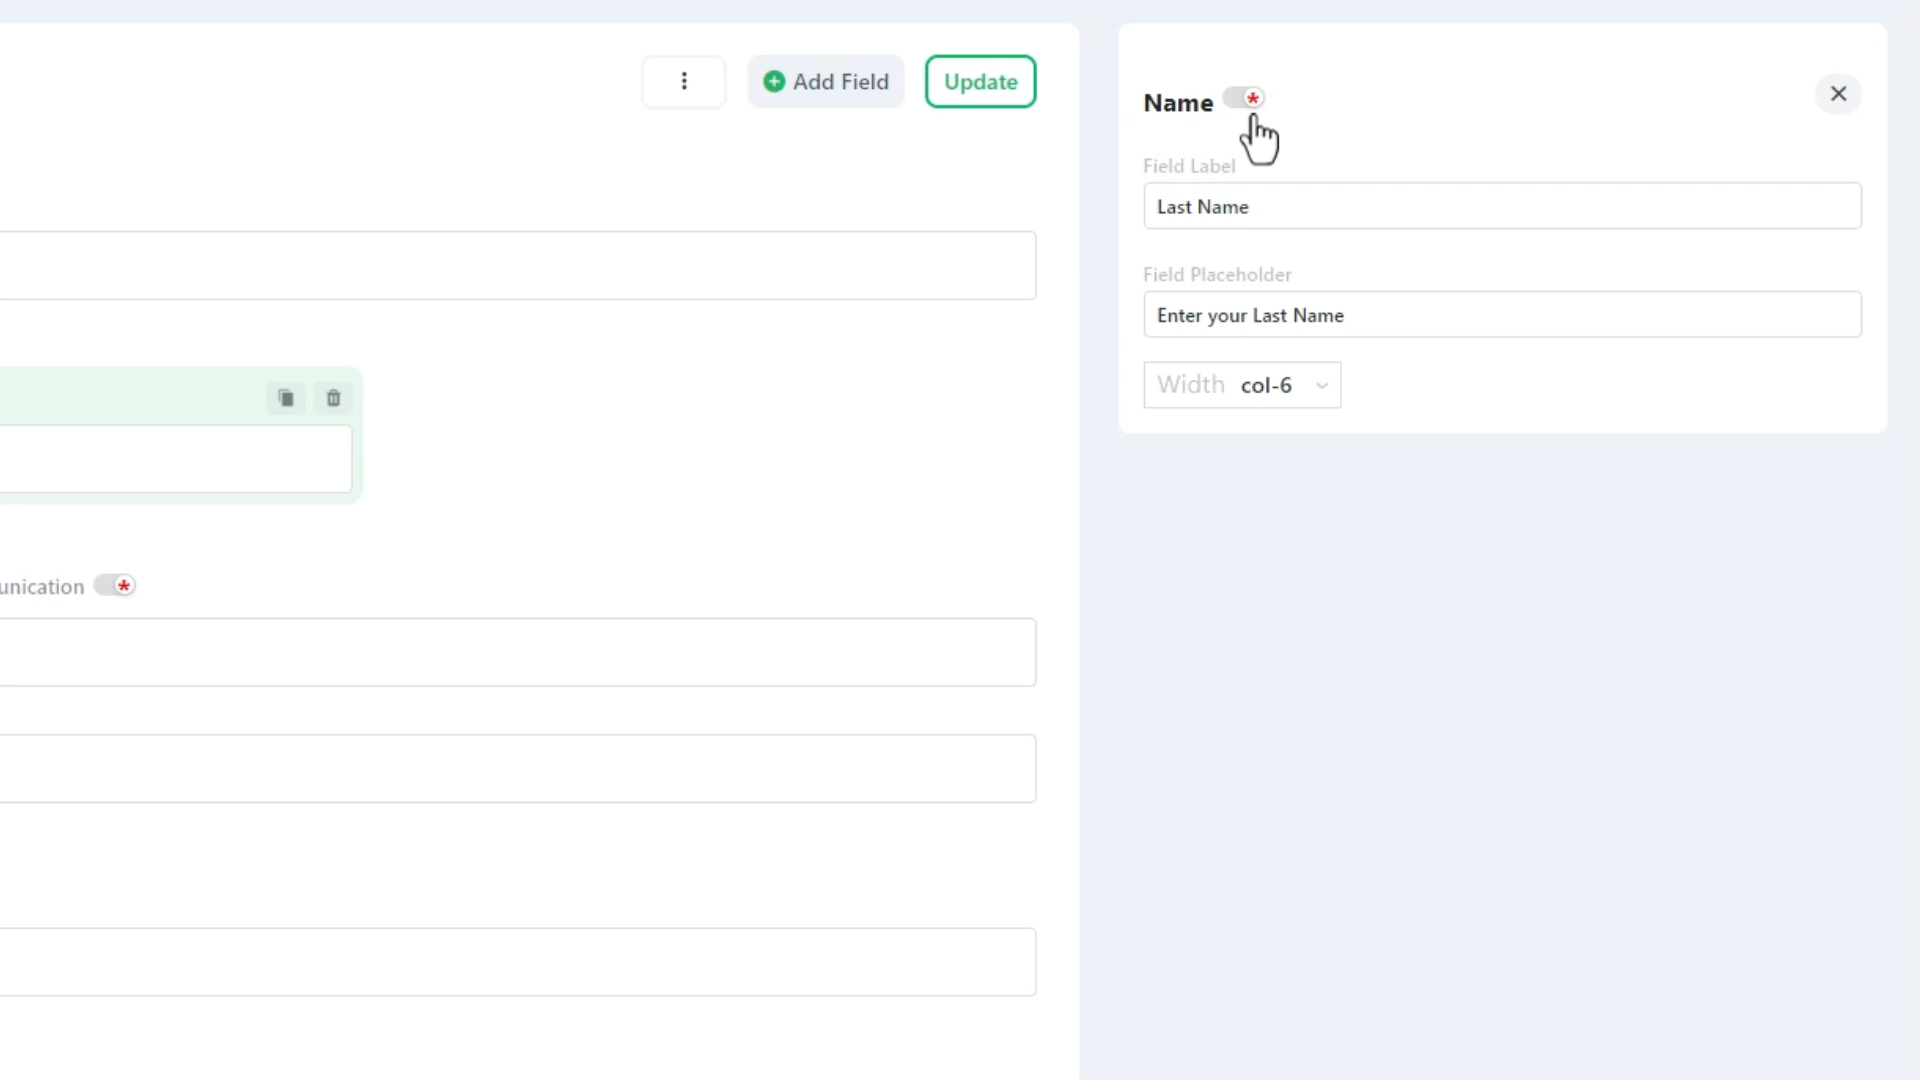 Add Field
Update
Name *
Field Label
Last Name
Field Placeholder
Enter your Last Name
Width col-6
unication *